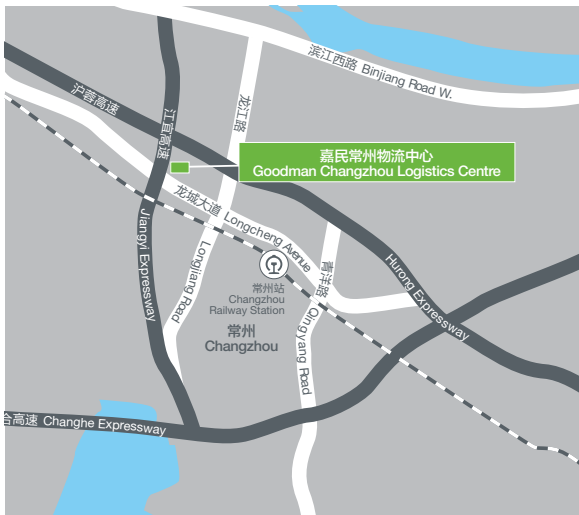 滨江西路 Binjiang Road W.
沪蓉高速
江宜高速
龙江路
嘉民常州物流中心
Goodman Changzhou Logistics Centre
龙城大道 Longcheng Avenue
Jiangyi Expressway
Longjiang Road
青洋路
Qingyang Road
Hurong Expressway
常州站
Changzhou
Railway Station
常州
Changzhou
合高速 Changhe Expressway